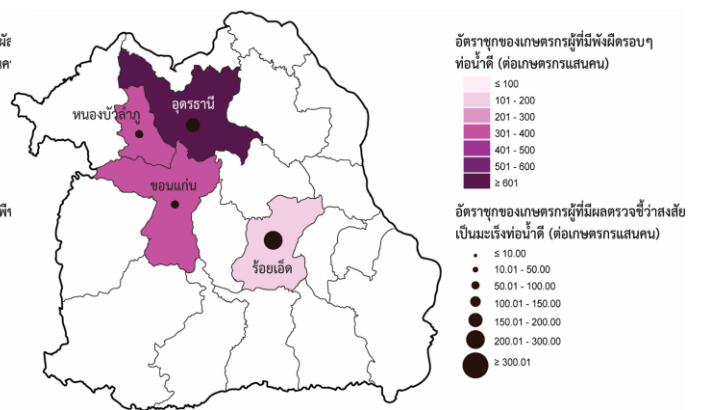 หนองบัวลำภู
อุดรธานี
ขอนแก่น
ร้อยเอ็ด
อัตราชุกของเกษตรกรผู้ที่มีพังผืดรอบๆ
ท่อน้ำดี (ต่อเกษตรกรแสนคน)
≤ 100
101 - 200
201 - 300
301 - 400
401 - 500
501 - 600
≥ 601
อัตราชุกของเกษตรกรผู้ที่มีผลตรวจชี้ว่าสงสัย
เป็นมะเร็งท่อน้ำดี (ต่อเกษตรกรแสนคน)
≤ 10.00
10.01 - 50.00
50.01 - 100.00
100.01 - 150.00
150.01 - 200.00
200.01 - 300.00
≥ 300.01